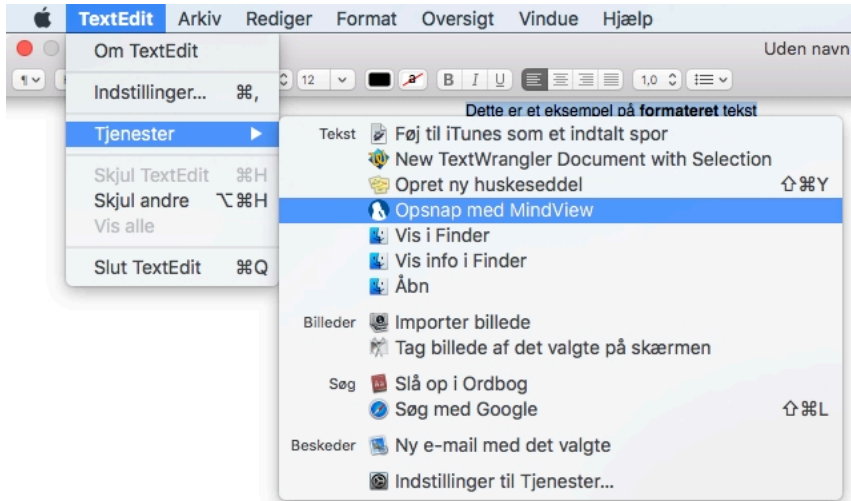 TextEdit Arkiv Rediger Format Oversigt Vindue Hjælp
Uden navn
12 a B I U 1,0
Dette er et eksempel på formateret tekst
Om TextEdit
Indstillinger... ⌘,
Tjenester
Skjul TextEdit ⌘H
Skjul andre ⌥⌘H
Vis alle
Slut TextEdit ⌘Q
Tekst Føj til iTunes som et indtalt spor
New TextWrangler Document with Selection
Opret ny huskeseddel ⇧⌘Y
Opsnap med MindView
Vis i Finder
Vis info i Finder
Åbn
Billeder Importer billede
Tag billede af det valgte på skærmen
Søg Slå op i Ordbog
Søg med Google ⇧⌘L
Beskeder Ny e-mail med det valgte
Indstillinger til Tjenester...